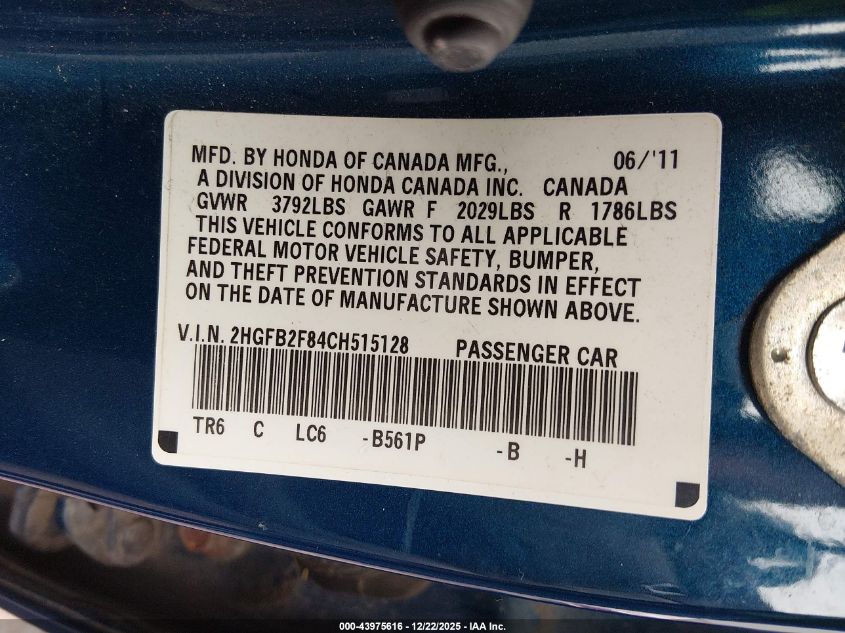 MFD. BY HONDA OF CANADA MFG., 06/'11
A DIVISION OF HONDA CANADA INC. CANADA
GVWR 3792LBS GAWR F 2029LBS R 1786LBS
THIS VEHICLE CONFORMS TO ALL APPLICABLE
FEDERAL MOTOR VEHICLE SAFETY, BUMPER,
AND THEFT PREVENTION STANDARDS IN EFFECT
ON THE DATE OF MANUFACTURE SHOWN ABOVE.
V.I.N. 2HGFB2F84CH515128 PASSENGER CAR
TR6 C LC6 -B561P -B -H
000-43975616 - 12/22/2025 - IAA Inc.